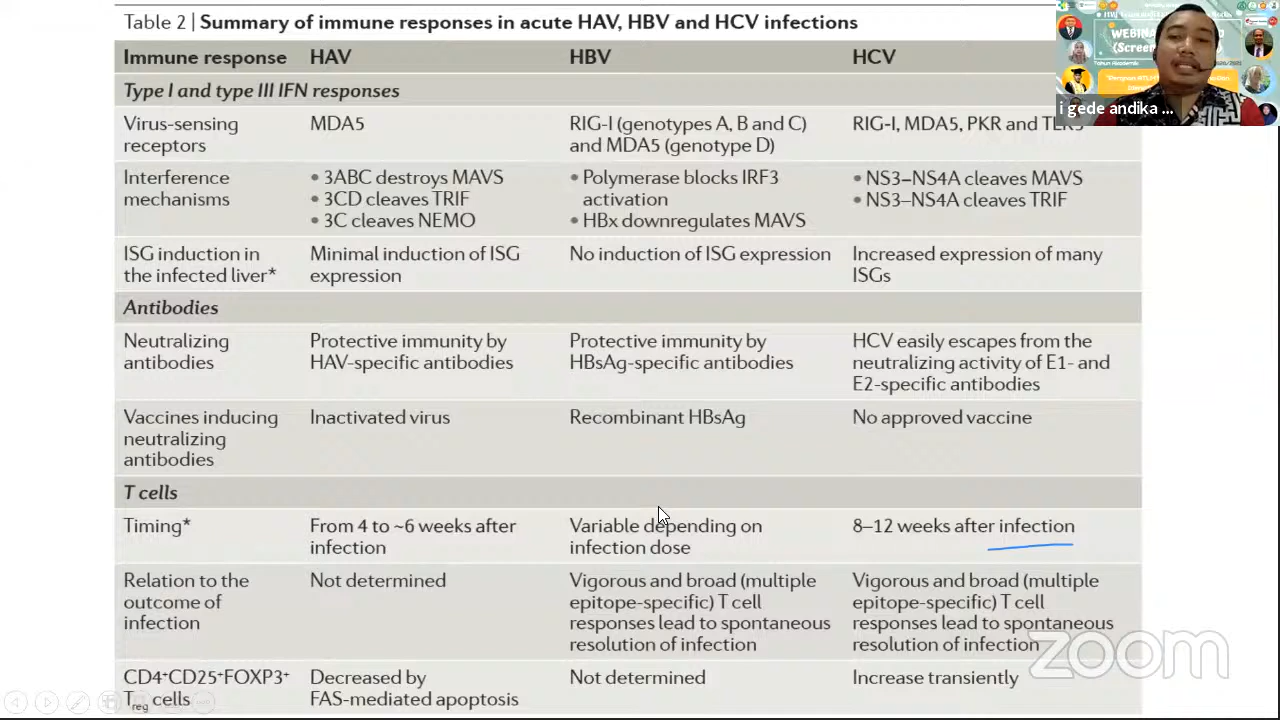 Table 2 | Summary of immune responses in acute HAV, HBV and HCV infections
Immune response HAV HBV HCV
Type I and type III IFN responses
Virus-sensing receptors
MDA5
RIG-I (genotypes A, B and C)
and MDA5 (genotype D)
RIG-I, MDA5, PKR and TLR3
Interference
mechanisms
• 3ABC destroys MAVS
• 3CD cleaves TRIF
• 3C cleaves NEMO
• Polymerase blocks IRF3
activation
• HBx downregulates MAVS
• NS3–NS4A cleaves MAVS
• NS3–NS4A cleaves TRIF
ISG induction in
the infected liver*
Minimal induction of ISG
expression
No induction of ISG expression
Increased expression of many
ISGs
Antibodies
Neutralizing
antibodies
Protective immunity by
HAV-specific antibodies
Protective immunity by
HBsAg-specific antibodies
HCV easily escapes from the
neutralizing activity of E1- and
E2-specific antibodies
Vaccines inducing
neutralizing
antibodies
Inactivated virus
Recombinant HBsAg
No approved vaccine
T cells
Timing*
From 4 to ~6 weeks after
infection
Variable depending on
infection dose
8–12 weeks after infection
Relation to the
outcome of
infection
Not determined
Vigorous and broad (multiple
epitope-specific) T cell
responses lead to spontaneous
resolution of infection
Vigorous and broad (multiple
epitope-specific) T cell
responses lead to spontaneous
resolution of infection
CD4⁺CD25⁺FOXP3⁺
Treg cells
Decreased by
FAS-mediated apoptosis
Not determined
Increase transiently
WEBINA
(Screen
i gede andika ...
zoom